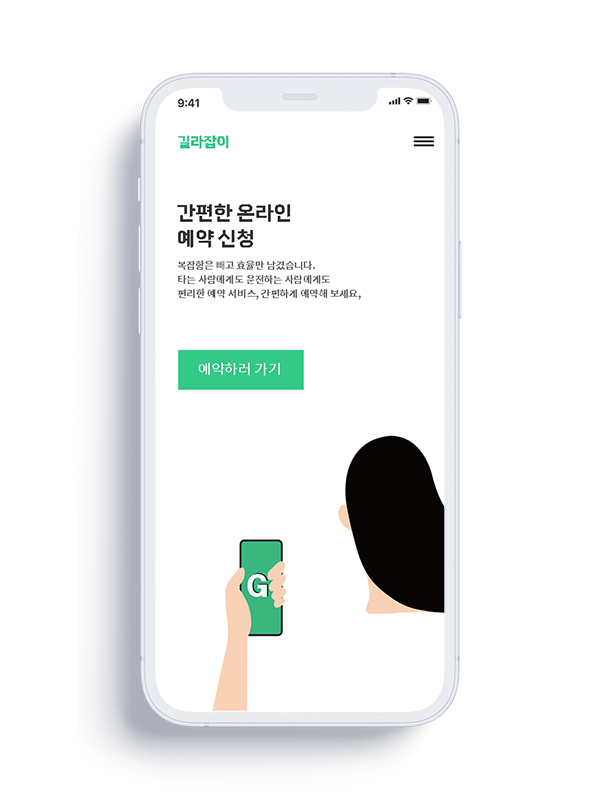 9:41
길라잡이
간편한 온라인
예약 신청
복잡함은 빼고 효율만 남겼습니다.
타는 사람에게도 운전하는 사람에게도
편리한 예약 서비스, 간편하게 예약해 보세요,
예약하러 가기
G